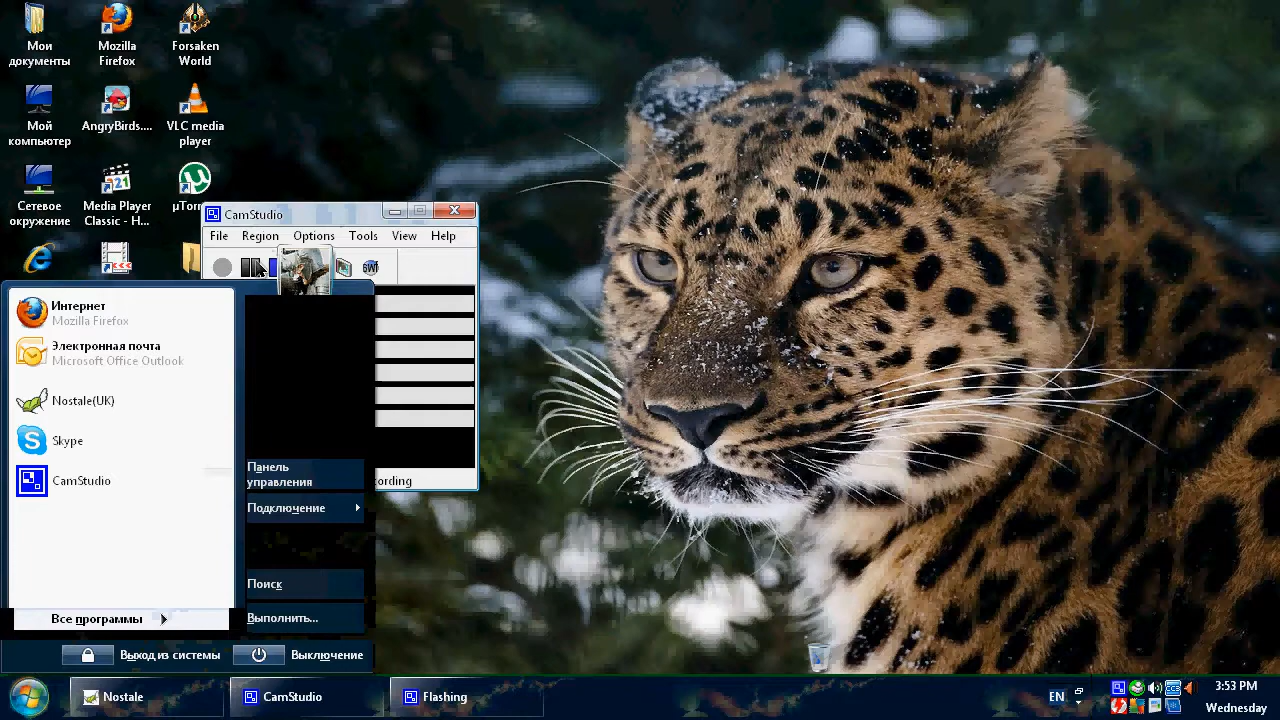 Мои
документы
Mozilla
Firefox
Forsaken
World
Мой
компьютер
AngryBirds....
VLC media
player
Сетевое
окружение
Media Player
Classic - H...
µTorr
CamStudio
File Region Options Tools View Help
SWF
cording
Интернет
Mozilla Firefox
Электронная почта
Microsoft Office Outlook
Nostale(UK)
Skype
CamStudio
Все программы
Панель
управления
Подключение
Поиск
Выполнить...
Выход из системы
Выключение
Nostale
CamStudio
Flashing
EN
3:53 PM
Wednesday